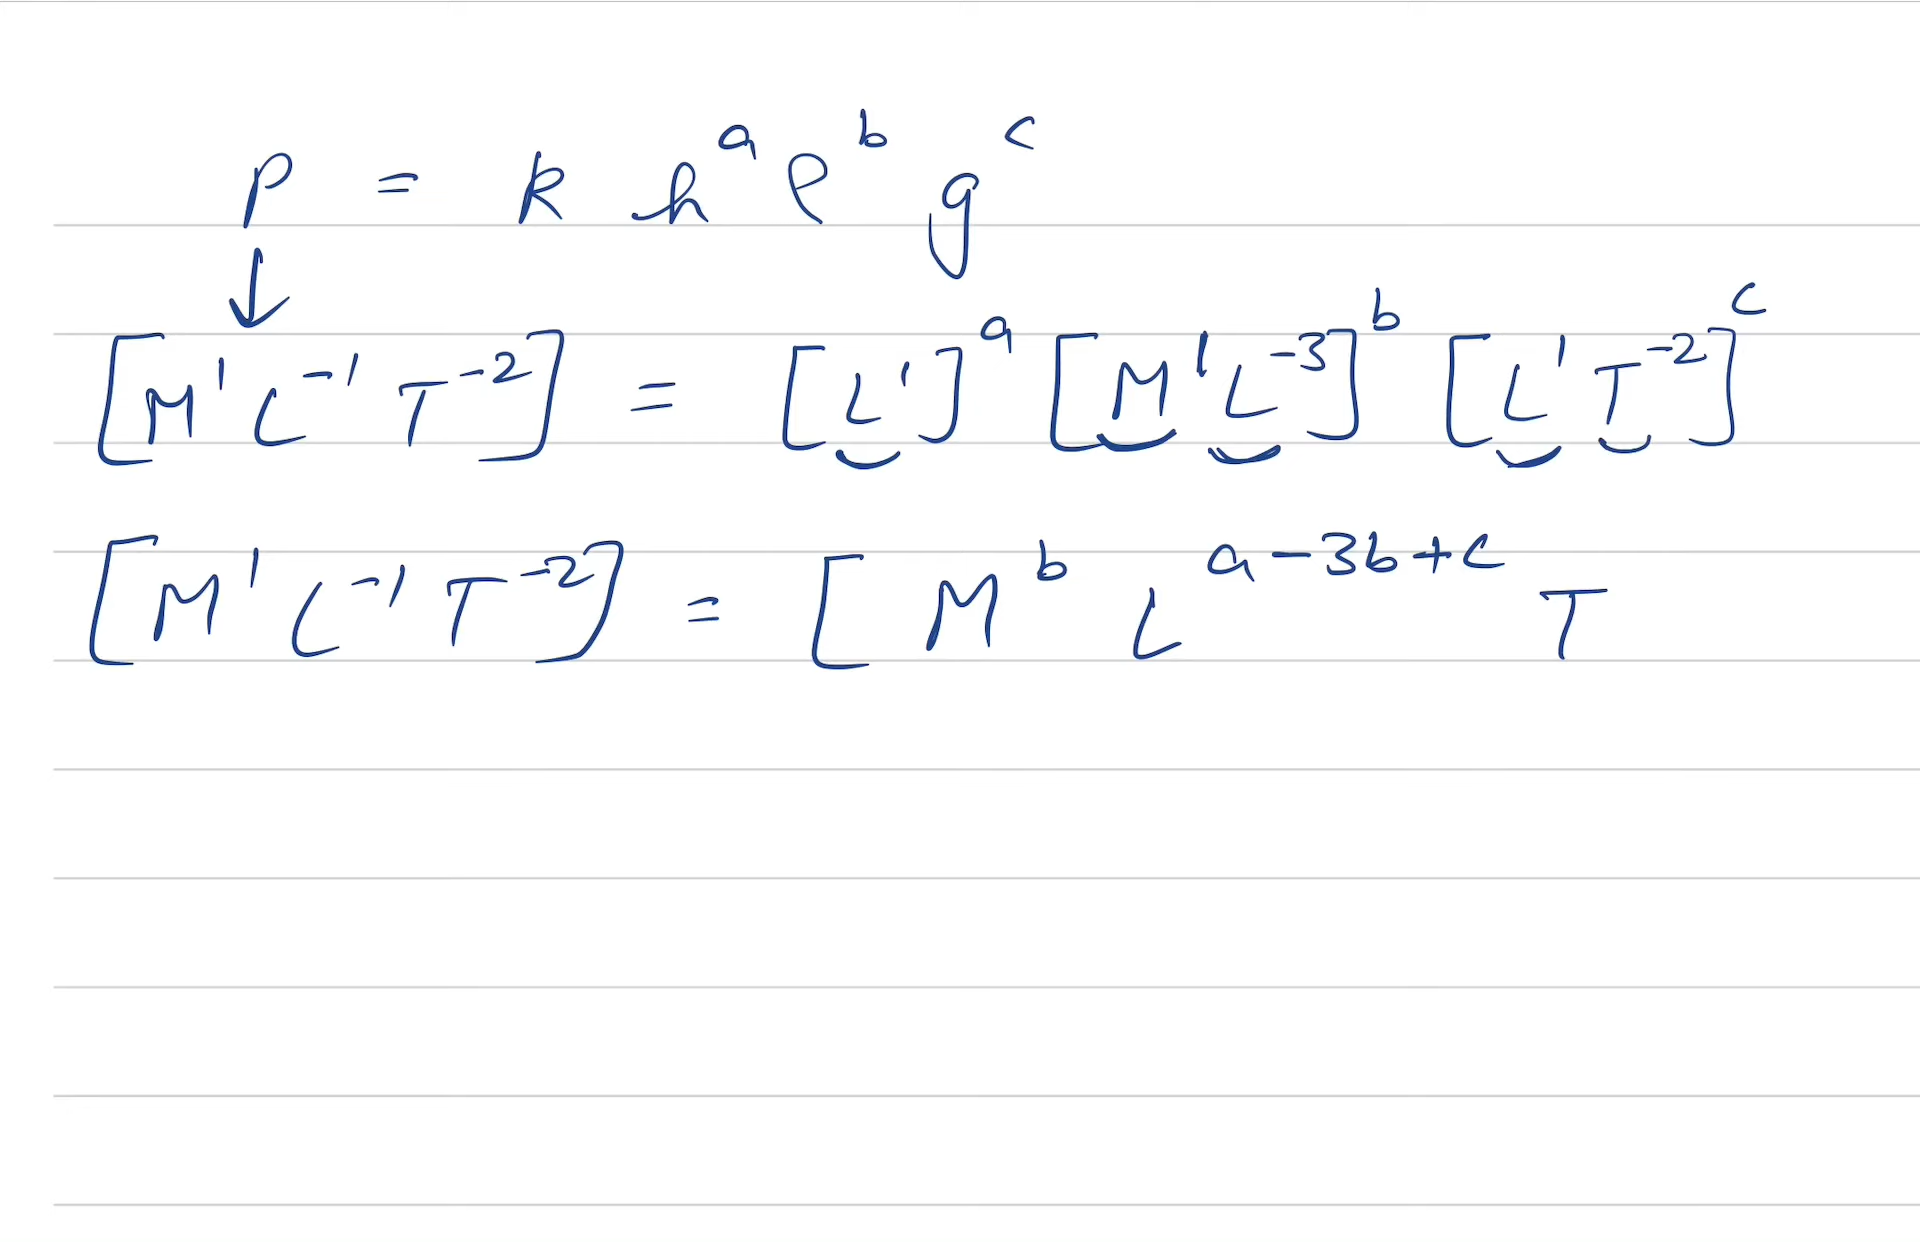 P = k h^a ρ^b g^c
↓
[M^1 L^-1 T^-2] = [L^1]^a [M^1 L^-3]^b [L^1 T^-2]^c
[M^1 L^-1 T^-2] = [ M^b L^a-3b+c T